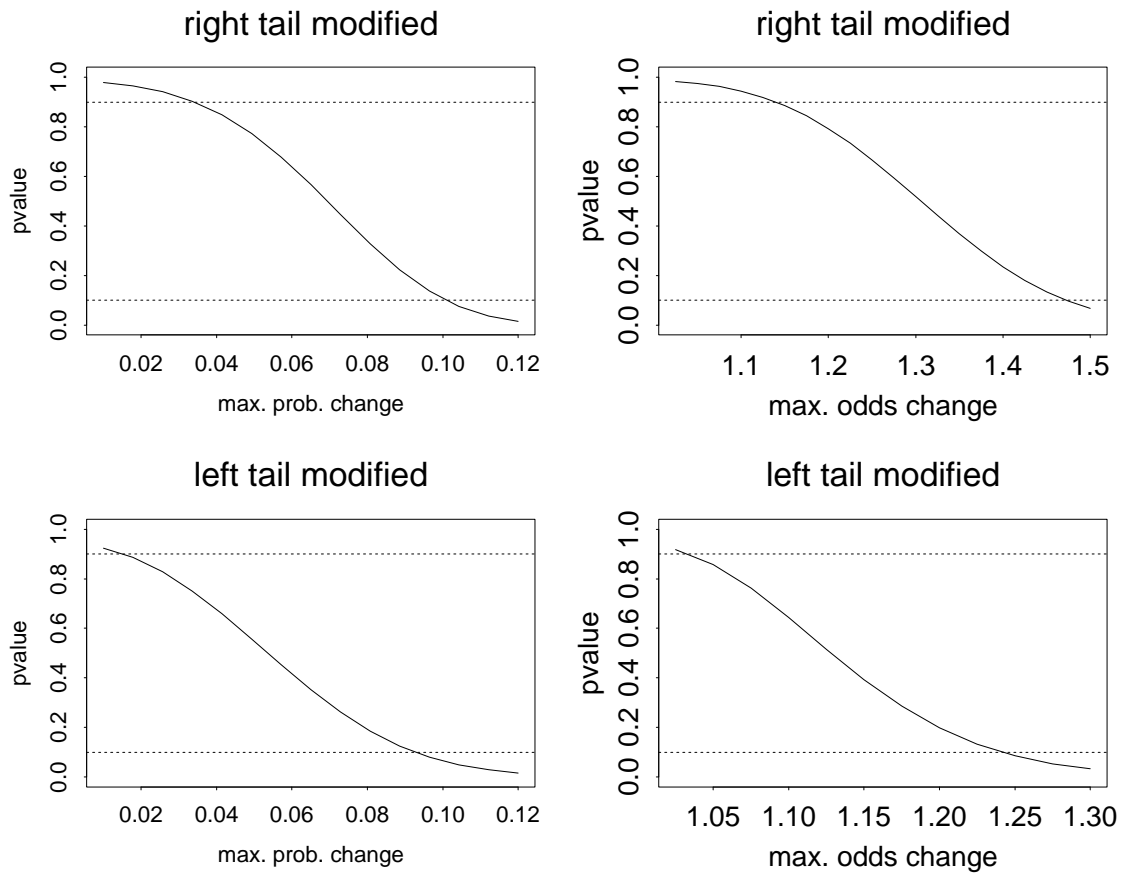 right tail modified
pvalue
0.0 0.2 0.4 0.6 0.8 1.0
0.02 0.04 0.06 0.08 0.10 0.12
max. prob. change
right tail modified
pvalue
0.0 0.2 0.4 0.6 0.8 1.0
1.1 1.2 1.3 1.4 1.5
max. odds change
left tail modified
pvalue
0.0 0.2 0.4 0.6 0.8 1.0
0.02 0.04 0.06 0.08 0.10 0.12
max. prob. change
left tail modified
pvalue
0.0 0.2 0.4 0.6 0.8 1.0
1.05 1.10 1.15 1.20 1.25 1.30
max. odds change